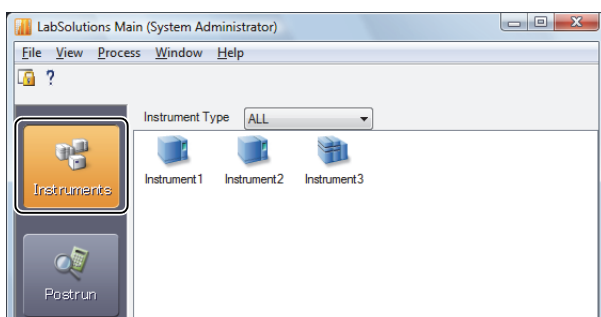 LabSolutions Main (System Administrator)
File View Process Window Help
?
Instrument Type ALL
Instruments
Instrument1 Instrument2 Instrument3
Postrun